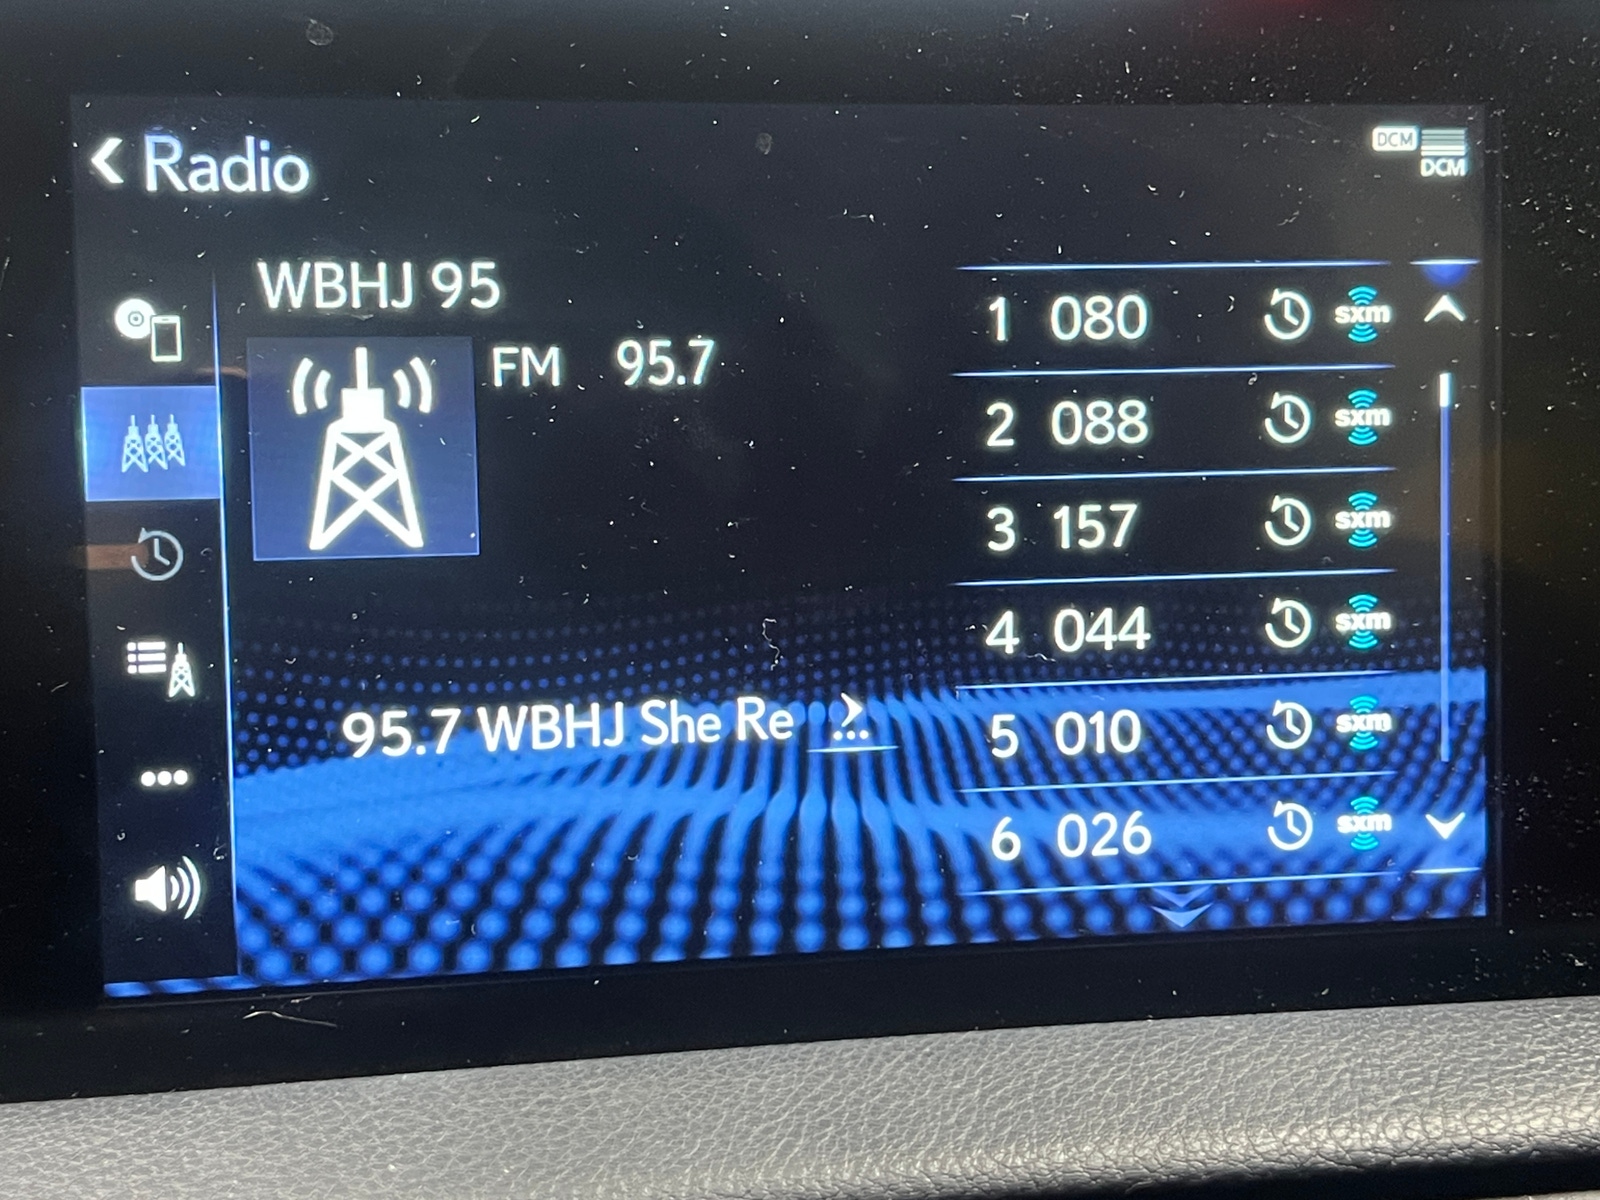 Radio
DCM
DCM
WBHJ 95
FM 95.7
95.7 WBHJ She Re
1 080 sxm
2 088 sxm
3 157 sxm
4 044 sxm
5 010 sxm
6 026 sxm